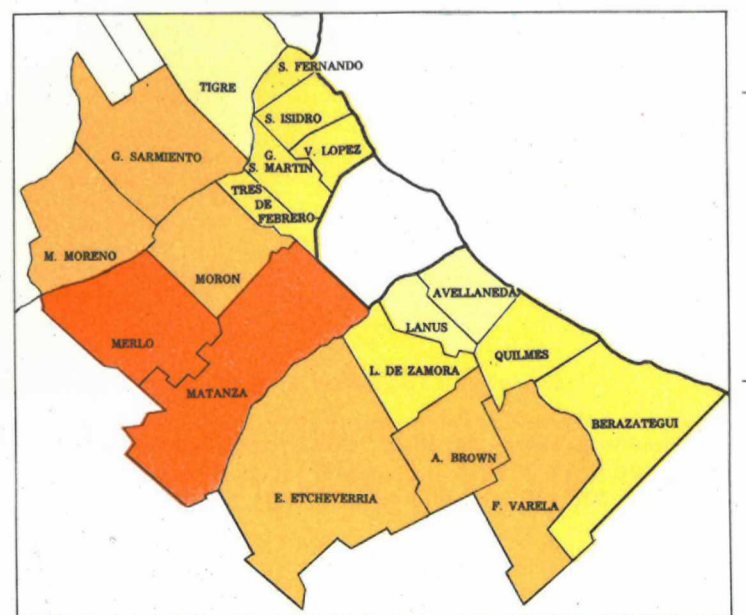 S. FERNANDO
TIGRE
S. ISIDRO
V. LOPEZ
G.
S. MARTIN
G. SARMIENTO
TRES
DE
FEBRERO
M. MORENO
MORON
AVELLANEDA
LANUS
MERLO
QUILMES
L. DE ZAMORA
MATANZA
BERAZATEGUI
A. BROWN
E. ETCHEVERRIA
F. VARELA